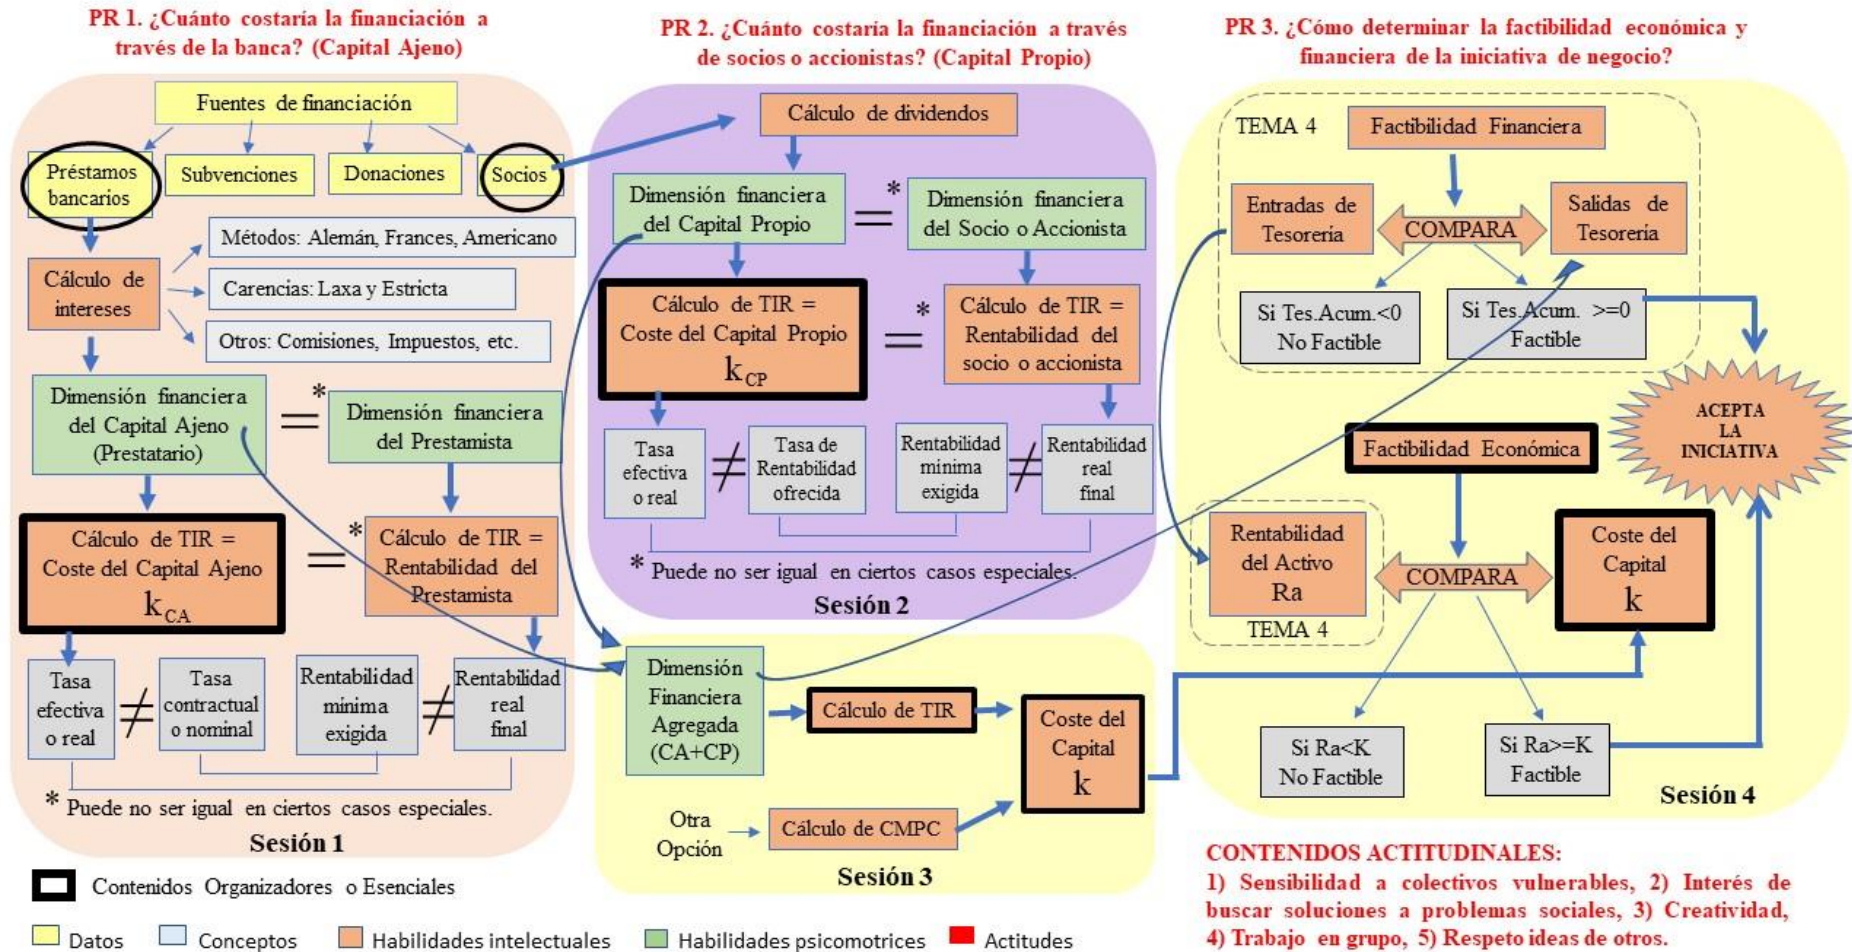 PR 1. ¿Cuánto costaría la financiación a
través de la banca? (Capital Ajeno)
Fuentes de financiación
Préstamos
bancarios
Subvenciones
Donaciones
Socios
Métodos: Alemán, Frances, Americano
Cálculo de
intereses
Carencias: Laxa y Estricta
Otros: Comisiones, Impuestos, etc.
Dimensión financiera
del Capital Ajeno
(Prestatario)
=*
Dimensión financiera
del Prestamista
Cálculo de TIR =
Coste del Capital Ajeno
kCA
=*
Cálculo de TIR =
Rentabilidad del
Prestamista
Tasa
efectiva
o real
≠
Tasa
contractual
o nominal
Rentabilidad
mínima
exigida
≠
Rentabilidad
real
final
* Puede no ser igual en ciertos casos especiales.
Sesión 1
PR 2. ¿Cuánto costaría la financiación a través
de socios o accionistas? (Capital Propio)
Cálculo de dividendos
Dimensión financiera
del Capital Propio
=*
Dimensión financiera
del Socio o Accionista
Cálculo de TIR =
Coste del Capital Propio
kCP
=*
Cálculo de TIR =
Rentabilidad del
socio o accionista
Tasa
efectiva
o real
≠
Tasa de
Rentabilidad
ofrecida
Rentabilidad
mínima
exigida
≠
Rentabilidad
real
final
* Puede no ser igual en ciertos casos especiales.
Sesión 2
Dimensión
Financiera
Agregada
(CA+CP)
Cálculo de TIR
Coste del
Capital
k
Otra
Opción
Cálculo de CMPC
Sesión 3
PR 3. ¿Cómo determinar la factibilidad económica y
financiera de la iniciativa de negocio?
TEMA 4
Factibilidad Financiera
Entradas de
Tesorería
COMPARA
Salidas de
Tesorería
Si Tes.Acum.<0
No Factible
Si Tes.Acum. >=0
Factible
ACEPTA
LA
INICIATIVA
Factibilidad Económica
Rentabilidad
del Activo
Ra
TEMA 4
COMPARA
Coste del
Capital
k
Si Ra<K
No Factible
Si Ra>=K
Factible
Sesión 4
Contenidos Organizadores o Esenciales
Datos
Conceptos
Habilidades intelectuales
Habilidades psicomotrices
Actitudes
CONTENIDOS ACTITUDINALES:
1) Sensibilidad a colectivos vulnerables, 2) Interés de
buscar soluciones a problemas sociales, 3) Creatividad,
4) Trabajo en grupo, 5) Respeto ideas de otros.